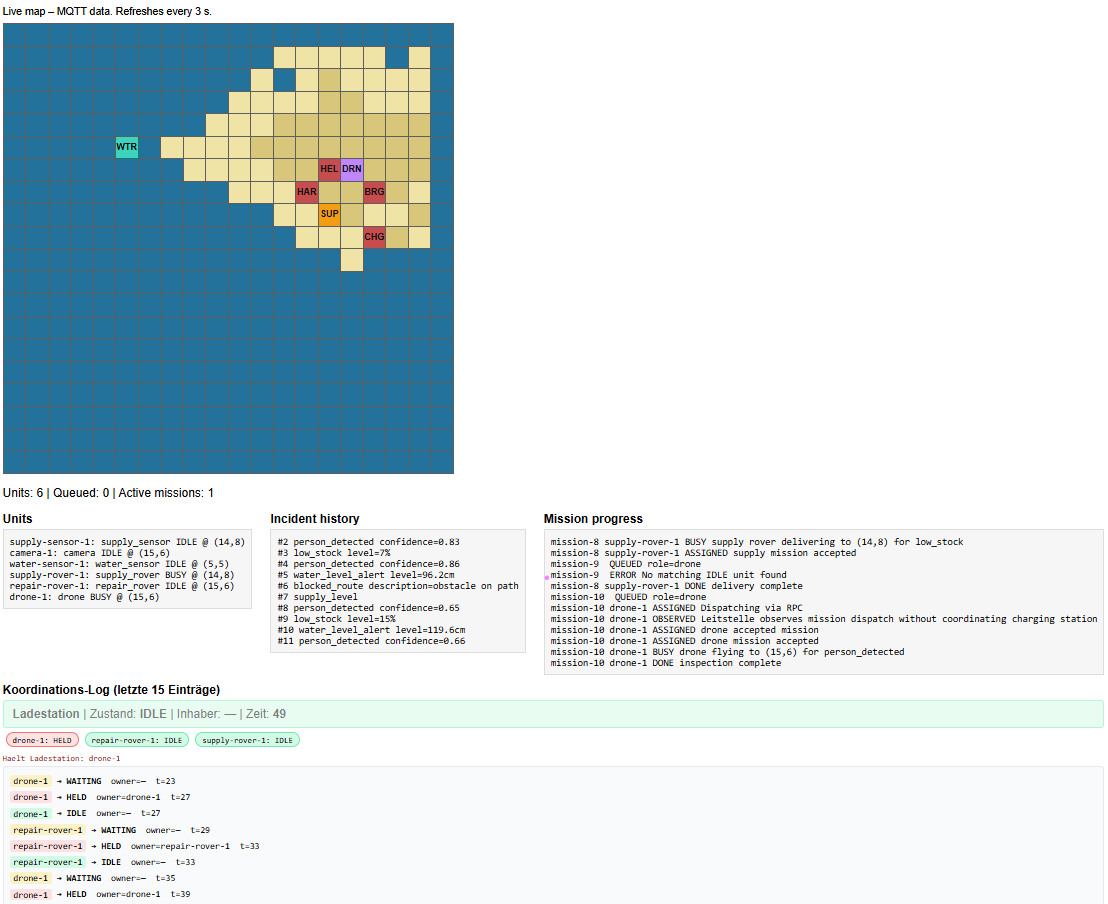 Live map – MQTT data. Refreshes every 3 s.
WTR
HEL DRN
HAR BRG
SUP
CHG
Units: 6 | Queued: 0 | Active missions: 1
Units
supply-sensor-1: supply_sensor IDLE @ (14,8)
camera-1: camera IDLE @ (15,6)
water-sensor-1: water_sensor IDLE @ (5,5)
supply-rover-1: supply_rover BUSY @ (14,8)
repair-rover-1: repair_rover IDLE @ (15,6)
drone-1: drone BUSY @ (15,6)
Incident history
#2 person_detected confidence=0.83
#3 low_stock level=7%
#4 person_detected confidence=0.86
#5 water_level_alert level=96.2cm
#6 blocked_route description=obstacle on path
#7 supply_level
#8 person_detected confidence=0.65
#9 low_stock level=15%
#10 water_level_alert level=119.6cm
#11 person_detected confidence=0.66
Mission progress
mission-8 supply-rover-1 BUSY supply rover delivering to (14,8) for low_stock
mission-8 supply-rover-1 ASSIGNED supply mission accepted
mission-9  QUEUED role=drone
mission-9  ERROR No matching IDLE unit found
mission-8 supply-rover-1 DONE delivery complete
mission-10  QUEUED role=drone
mission-10 drone-1 ASSIGNED Dispatching via RPC
mission-10 drone-1 OBSERVED Leitstelle observes mission dispatch without coordinating charging station
mission-10 drone-1 ASSIGNED drone accepted mission
mission-10 drone-1 ASSIGNED drone mission accepted
mission-10 drone-1 BUSY drone flying to (15,6) for person_detected
mission-10 drone-1 DONE inspection complete
Koordinations-Log (letzte 15 Einträge)
Ladestation | Zustand: IDLE | Inhaber: — | Zeit: 49
drone-1: HELD repair-rover-1: IDLE supply-rover-1: IDLE
Haelt Ladestation: drone-1
drone-1 → WAITING owner=— t=23
drone-1 → HELD owner=drone-1 t=27
drone-1 → IDLE owner=— t=27
repair-rover-1 → WAITING owner=— t=29
repair-rover-1 → HELD owner=repair-rover-1 t=33
repair-rover-1 → IDLE owner=— t=33
drone-1 → WAITING owner=— t=35
drone-1 → HELD owner=drone-1 t=39